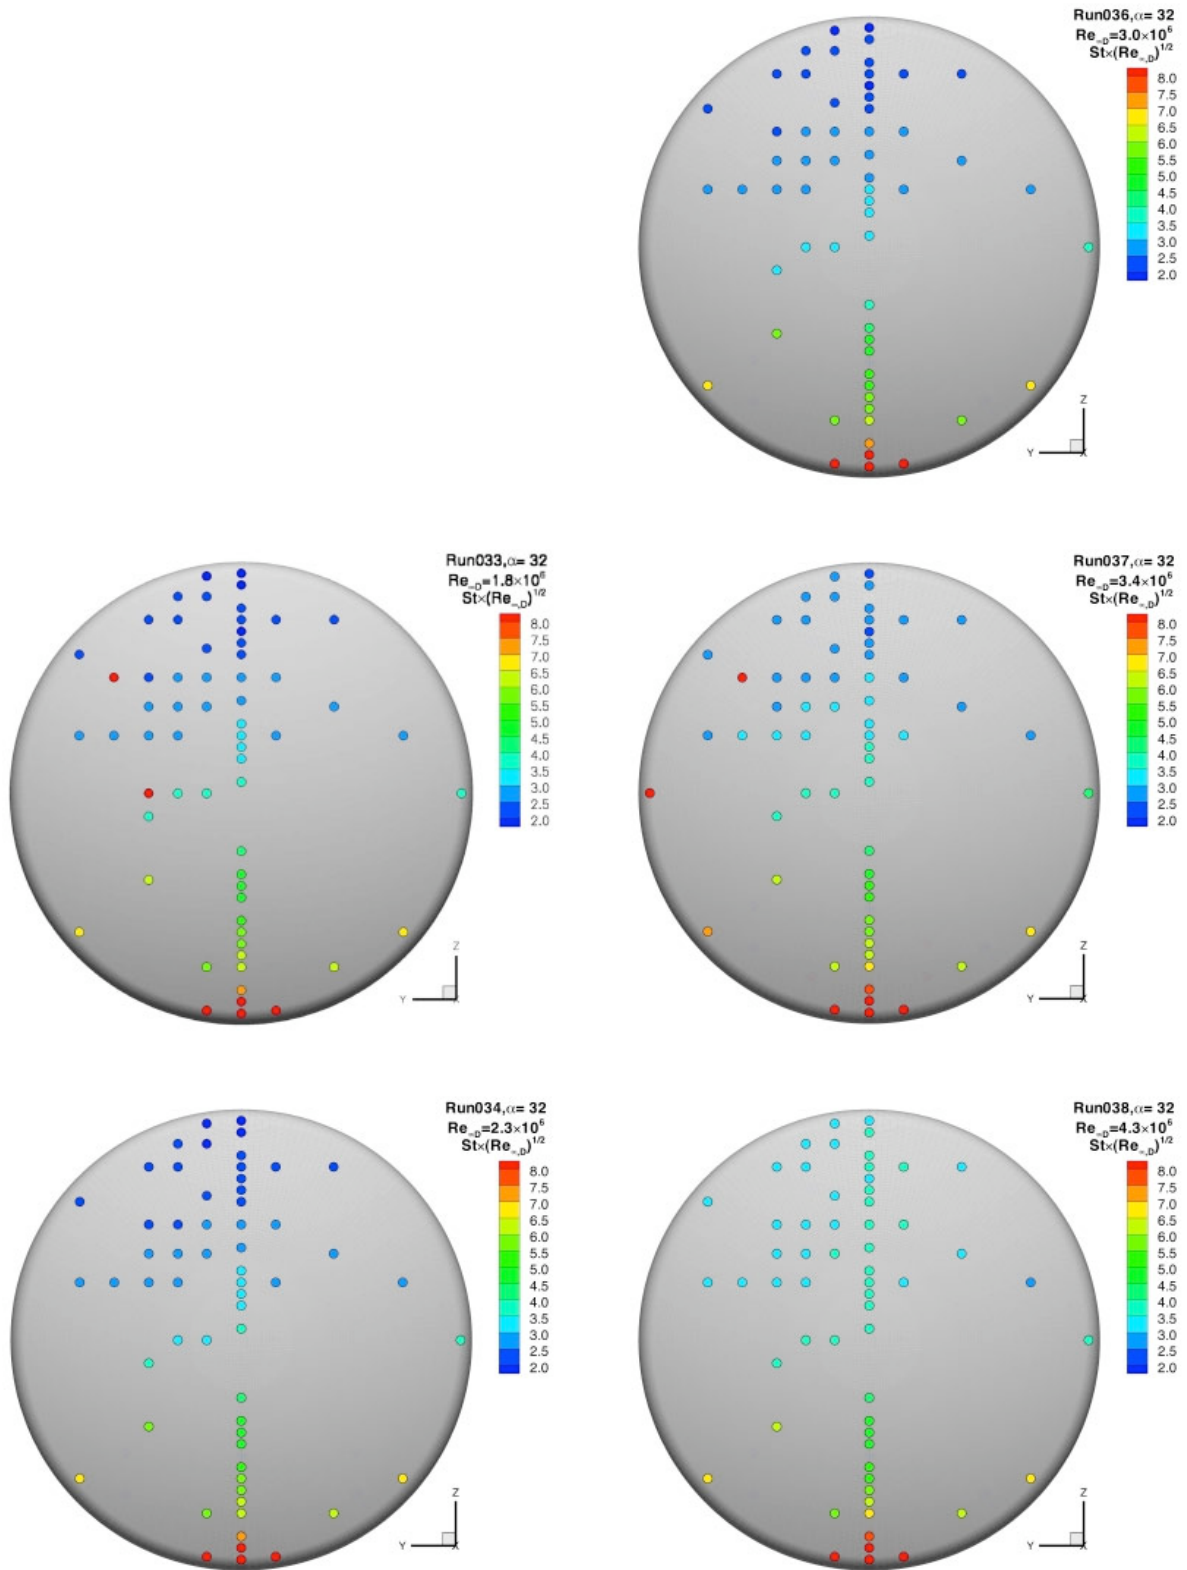 Run036,α= 32
Re∞D=3.0×10⁶
St×(Re∞,D)^1/2
8.0
7.5
7.0
6.5
6.0
5.5
5.0
4.5
4.0
3.5
3.0
2.5
2.0
Z
Y
X
Run033,α= 32
Re∞D=1.8×10⁶
St×(Re∞,D)^1/2
8.0
7.5
7.0
6.5
6.0
5.5
5.0
4.5
4.0
3.5
3.0
2.5
2.0
Z
Y
X
Run037,α= 32
Re∞D=3.4×10⁶
St×(Re∞,D)^1/2
8.0
7.5
7.0
6.5
6.0
5.5
5.0
4.5
4.0
3.5
3.0
2.5
2.0
Z
Y
X
Run034,α= 32
Re∞D=2.3×10⁶
St×(Re∞,D)^1/2
8.0
7.5
7.0
6.5
6.0
5.5
5.0
4.5
4.0
3.5
3.0
2.5
2.0
Z
Y
X
Run038,α= 32
Re∞D=4.3×10⁶
St×(Re∞,D)^1/2
8.0
7.5
7.0
6.5
6.0
5.5
5.0
4.5
4.0
3.5
3.0
2.5
2.0
Z
Y
X